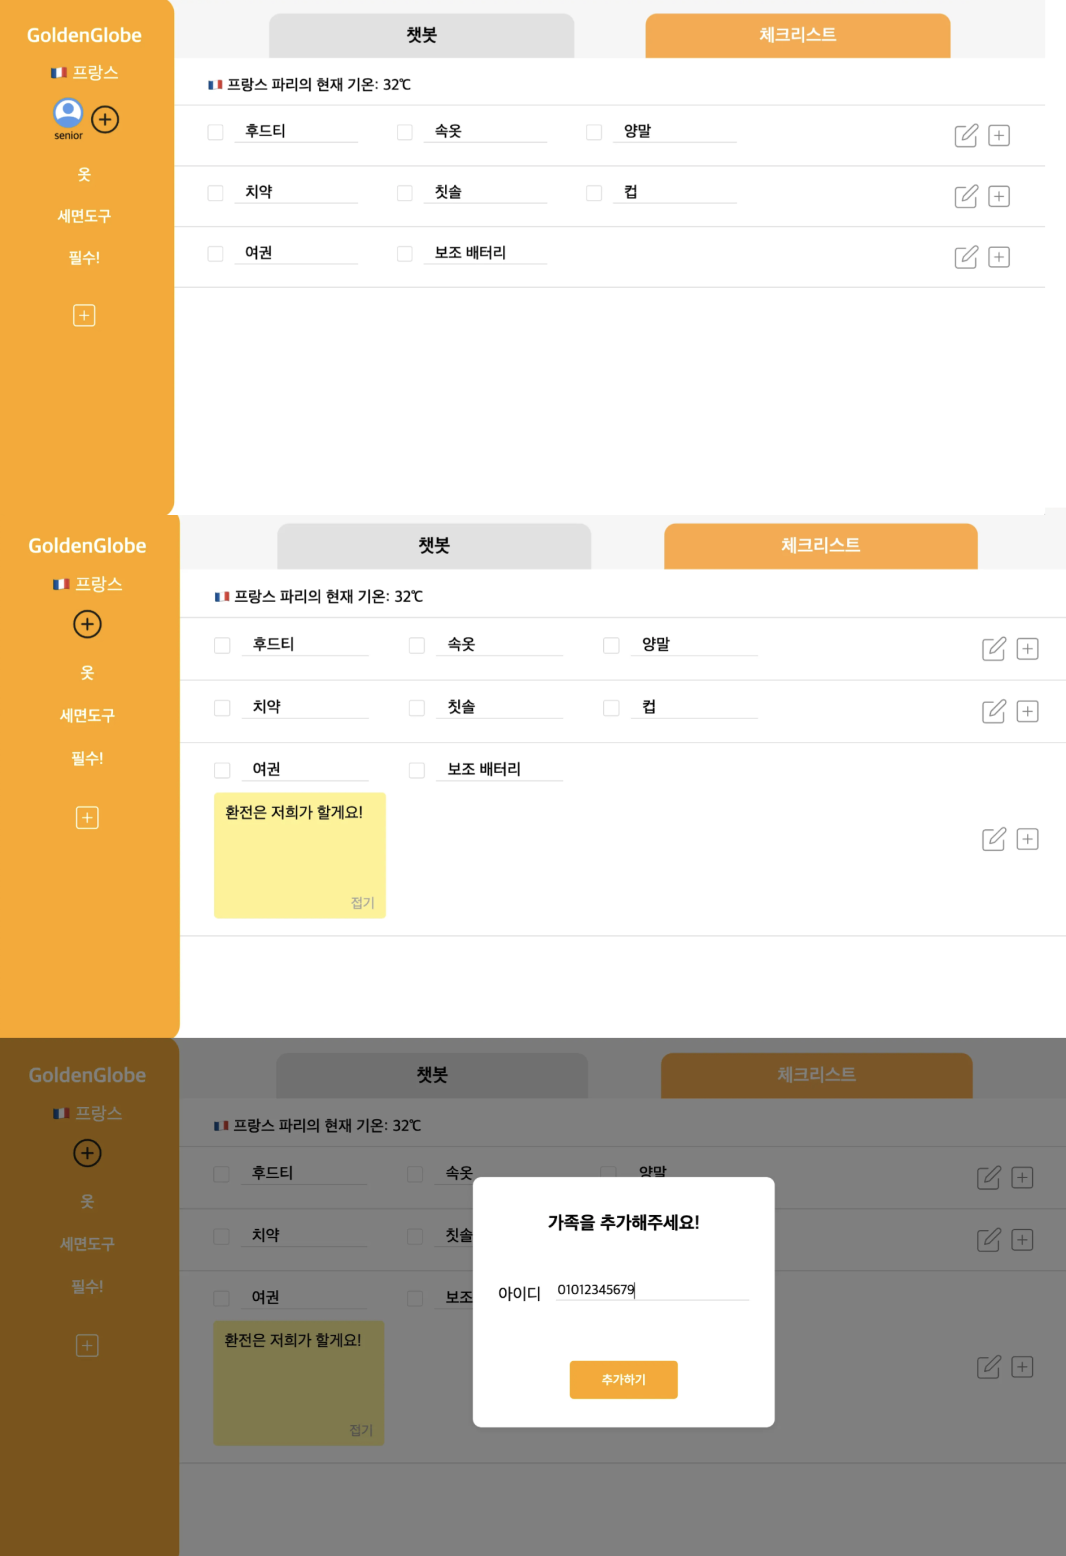 GoldenGlobe
챗봇
체크리스트
프랑스
프랑스 파리의 현재 기온: 32℃
senior
후드티
속옷
양말
옷
치약
칫솔
컵
세면도구
여권
보조 배터리
필수!
GoldenGlobe
챗봇
체크리스트
프랑스
프랑스 파리의 현재 기온: 32℃
후드티
속옷
양말
옷
치약
칫솔
컵
세면도구
여권
보조 배터리
필수!
환전은 저희가 할게요!
접기
GoldenGlobe
챗봇
체크리스트
프랑스
프랑스 파리의 현재 기온: 32℃
후드티
속옷
양말
옷
치약
칫솔
세면도구
여권
보조
필수!
환전은 저희가 할게요!
접기
가족을 추가해주세요!
아이디
01012345679
추가하기